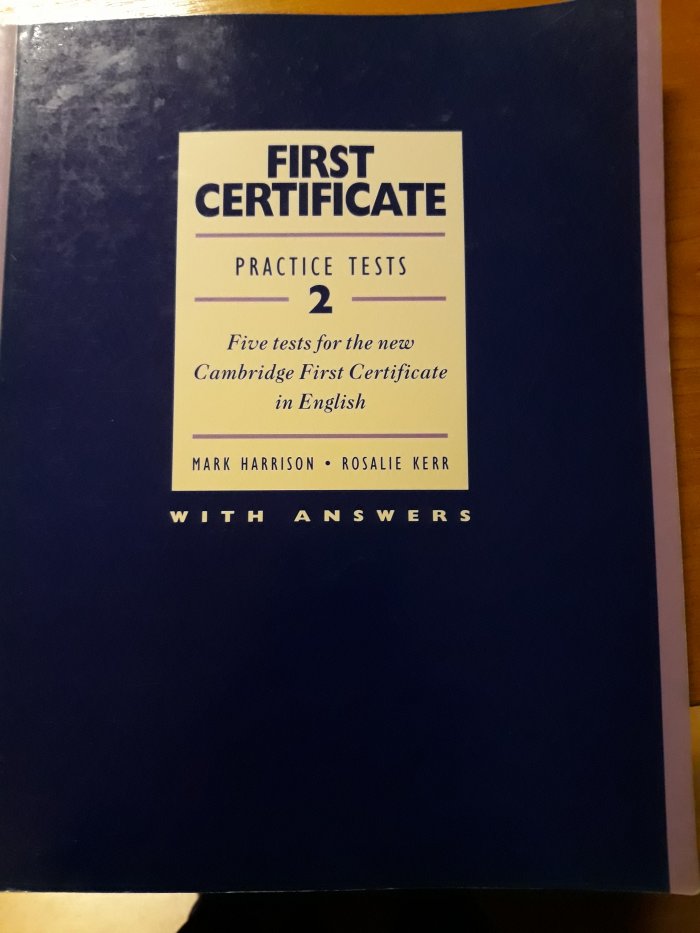 FIRST
CERTIFICATE
PRACTICE TESTS
2
Five tests for the new
Cambridge First Certificate
in English
MARK HARRISON • ROSALIE KERR
WITH ANSWERS